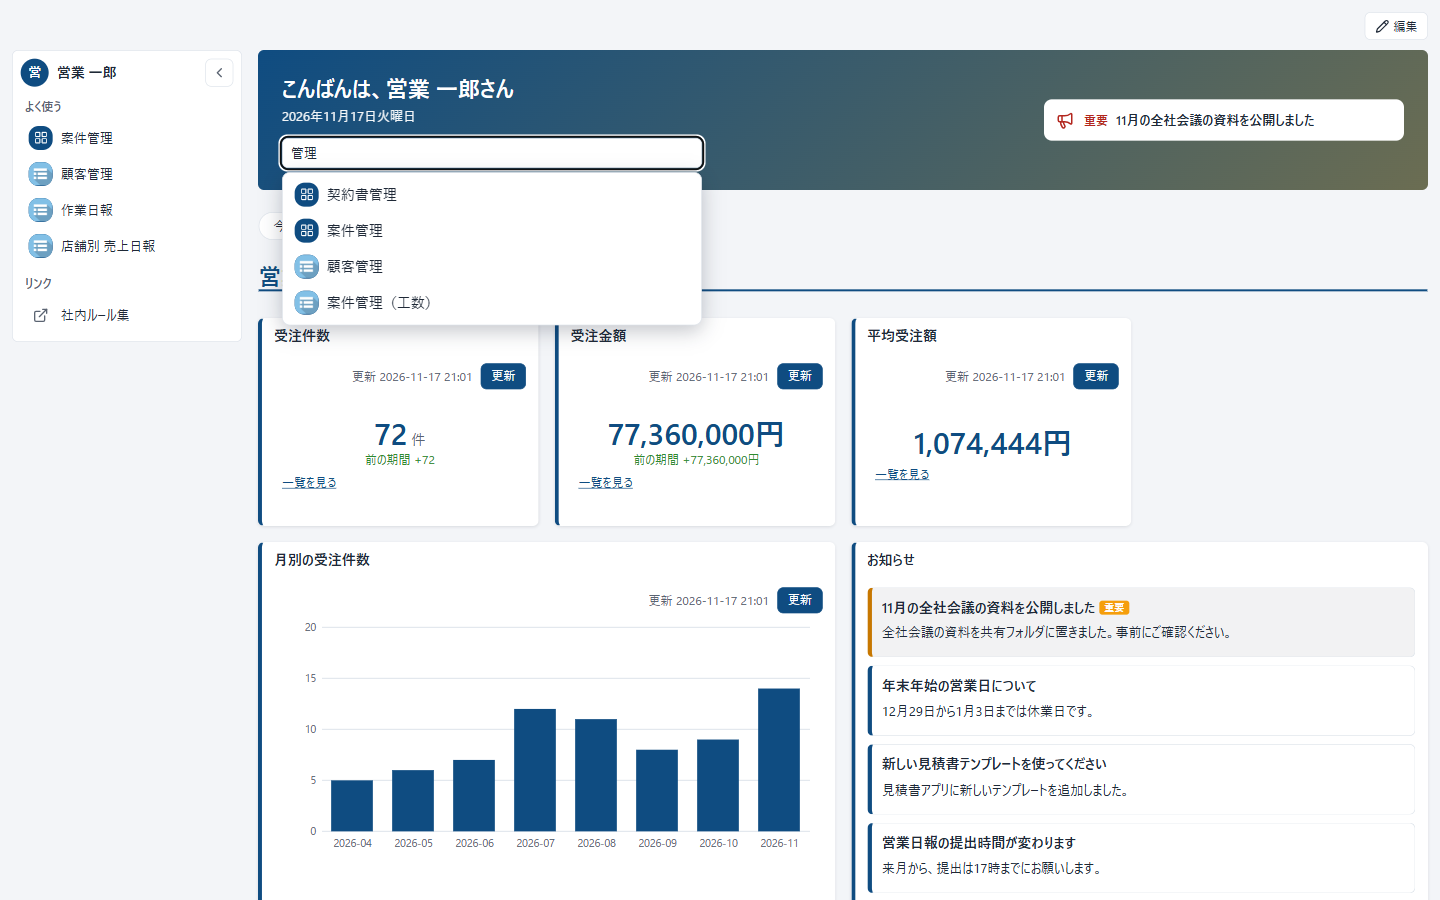 編集
営 営業 一郎
よく使う
案件管理
顧客管理
作業日報
店舗別 売上日報
リンク
社内ルール集
こんばんは、営業 一郎さん
2026年11月17日火曜日
重要 11月の全社会議の資料を公開しました
管理
契約書管理
案件管理
顧客管理
案件管理（工数）
営
受注件数
更新 2026-11-17 21:01 更新
72 件
前の期間 +72
一覧を見る
受注金額
更新 2026-11-17 21:01 更新
77,360,000円
前の期間 +77,360,000円
一覧を見る
平均受注額
更新 2026-11-17 21:01 更新
1,074,444円
一覧を見る
月別の受注件数
更新 2026-11-17 21:01 更新
20
15
10
5
0
2026-04 2026-05 2026-06 2026-07 2026-08 2026-09 2026-10 2026-11
お知らせ
11月の全社会議の資料を公開しました 重要
全社会議の資料を共有フォルダに置きました。事前にご確認ください。
年末年始の営業日について
12月29日から1月3日までは休業日です。
新しい見積書テンプレートを使ってください
見積書アプリに新しいテンプレートを追加しました。
営業日報の提出時間が変わります
来月から、提出は17時までにお願いします。